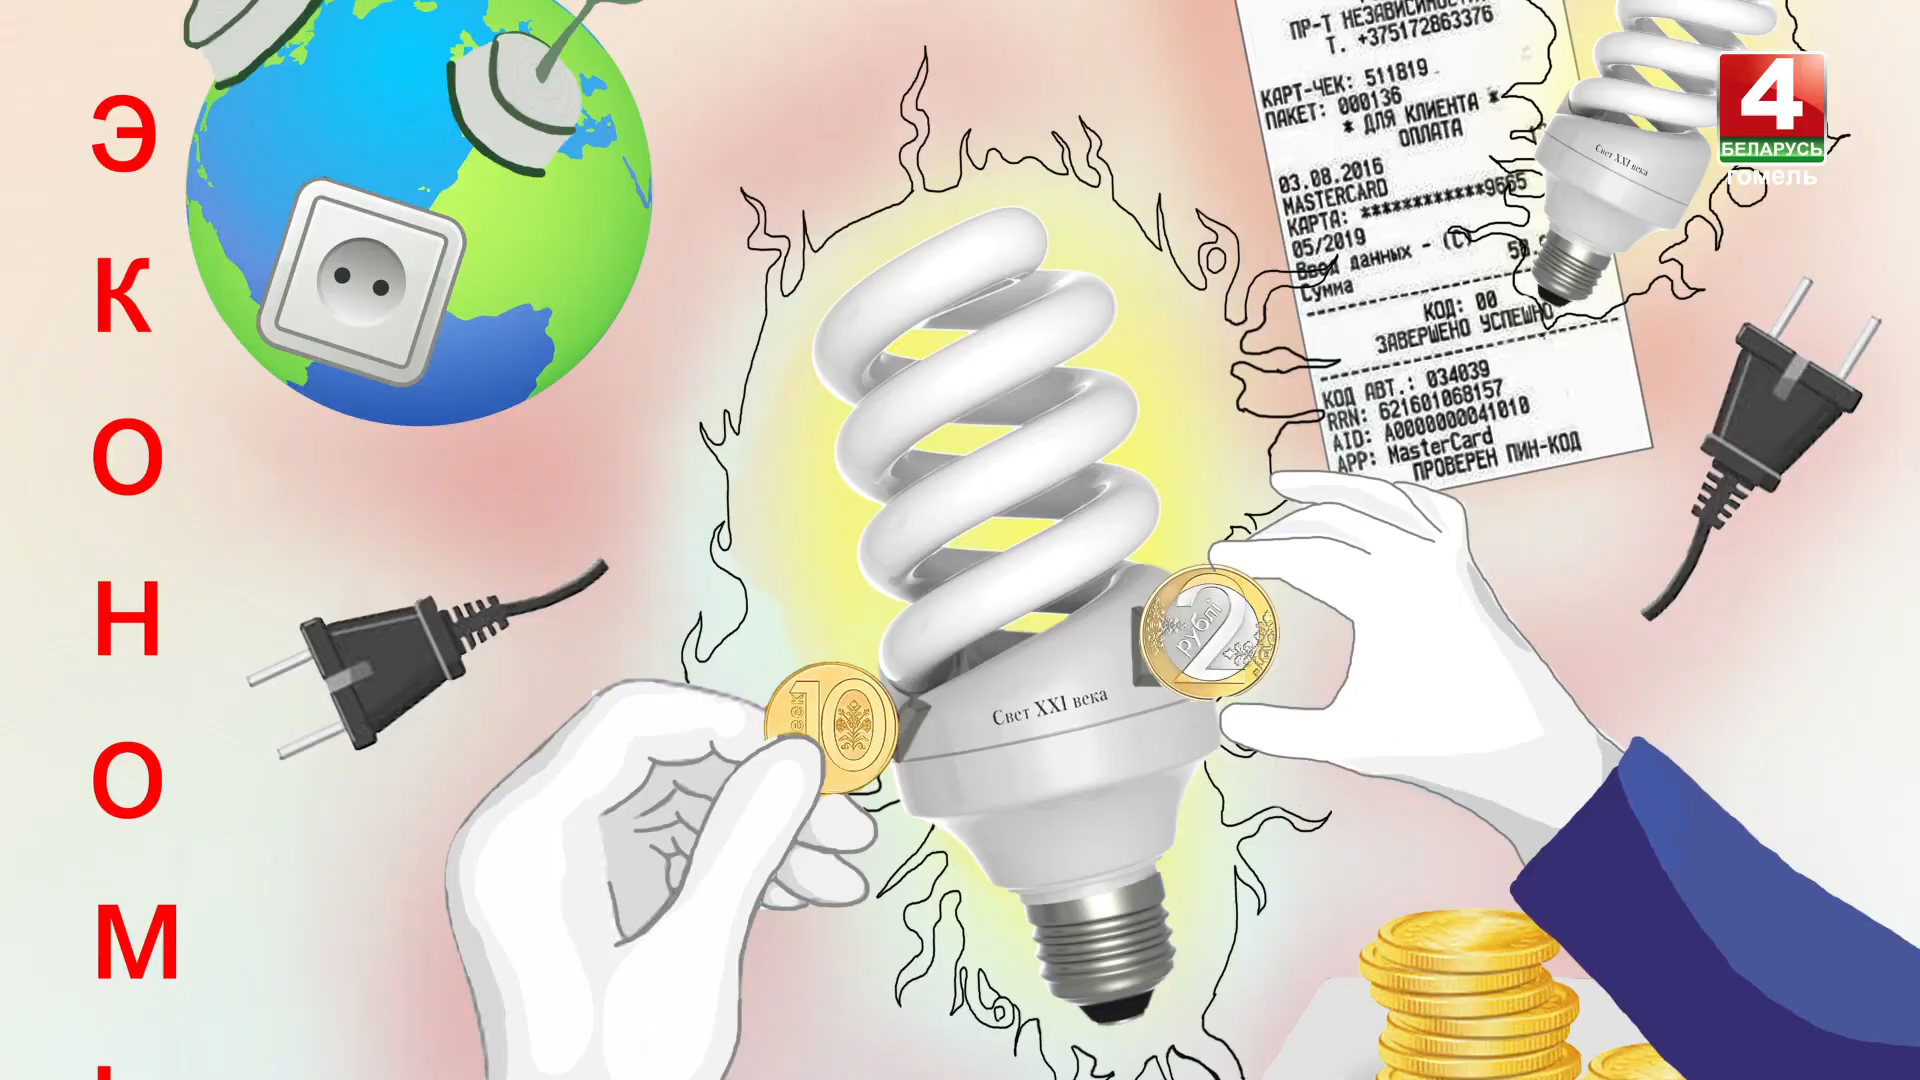 Э
К
О
Н
О
М
ПР-Т НЕЗАВИСИМОСТИ
Т. +375172863376
КАРТ-ЧЕК: 511819
ПАКЕТ: 000136
* ДЛЯ КЛИЕНТА *
ОПЛАТА
03.08.2016
MASTERCARD
КАРТА: ************9665
05/2019
Ввод данных - (C)
Сумма 50.
КОД: 00
ЗАВЕРШЕНО УСПЕШНО
КОД АВТ.: 034039
RRN: 621601068157
AID: A0000000041010
APP: MasterCard
ПРОВЕРЕН ПИН-КОД
Свет XXI века
4
БЕЛАРУСЬ
гомель
Свет XXI века
10
2
рублі